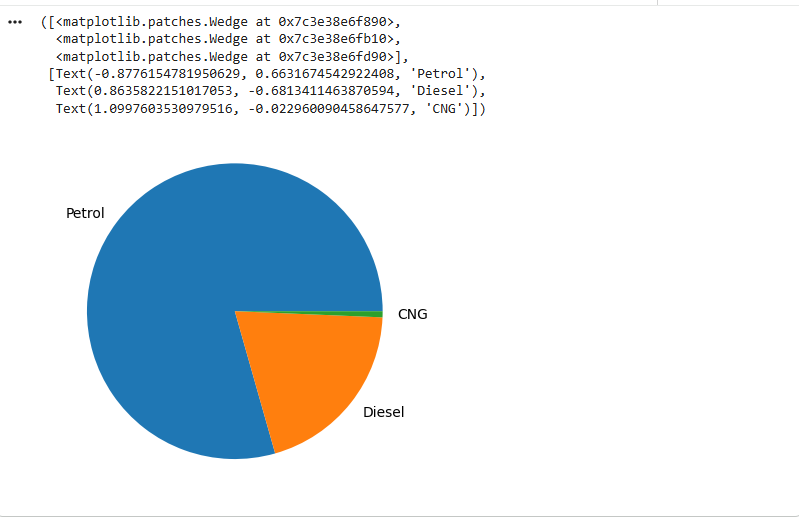 ([<matplotlib.patches.Wedge at 0x7c3e38e6f890>,
<matplotlib.patches.Wedge at 0x7c3e38e6fb10>,
<matplotlib.patches.Wedge at 0x7c3e38e6fd90>],
[Text(-0.8776154781950629, 0.6631674542922408, 'Petrol'),
Text(0.8635822151017053, -0.6813411463870594, 'Diesel'),
Text(1.0997603530979516, -0.022960090458647577, 'CNG')])
Petrol
CNG
Diesel